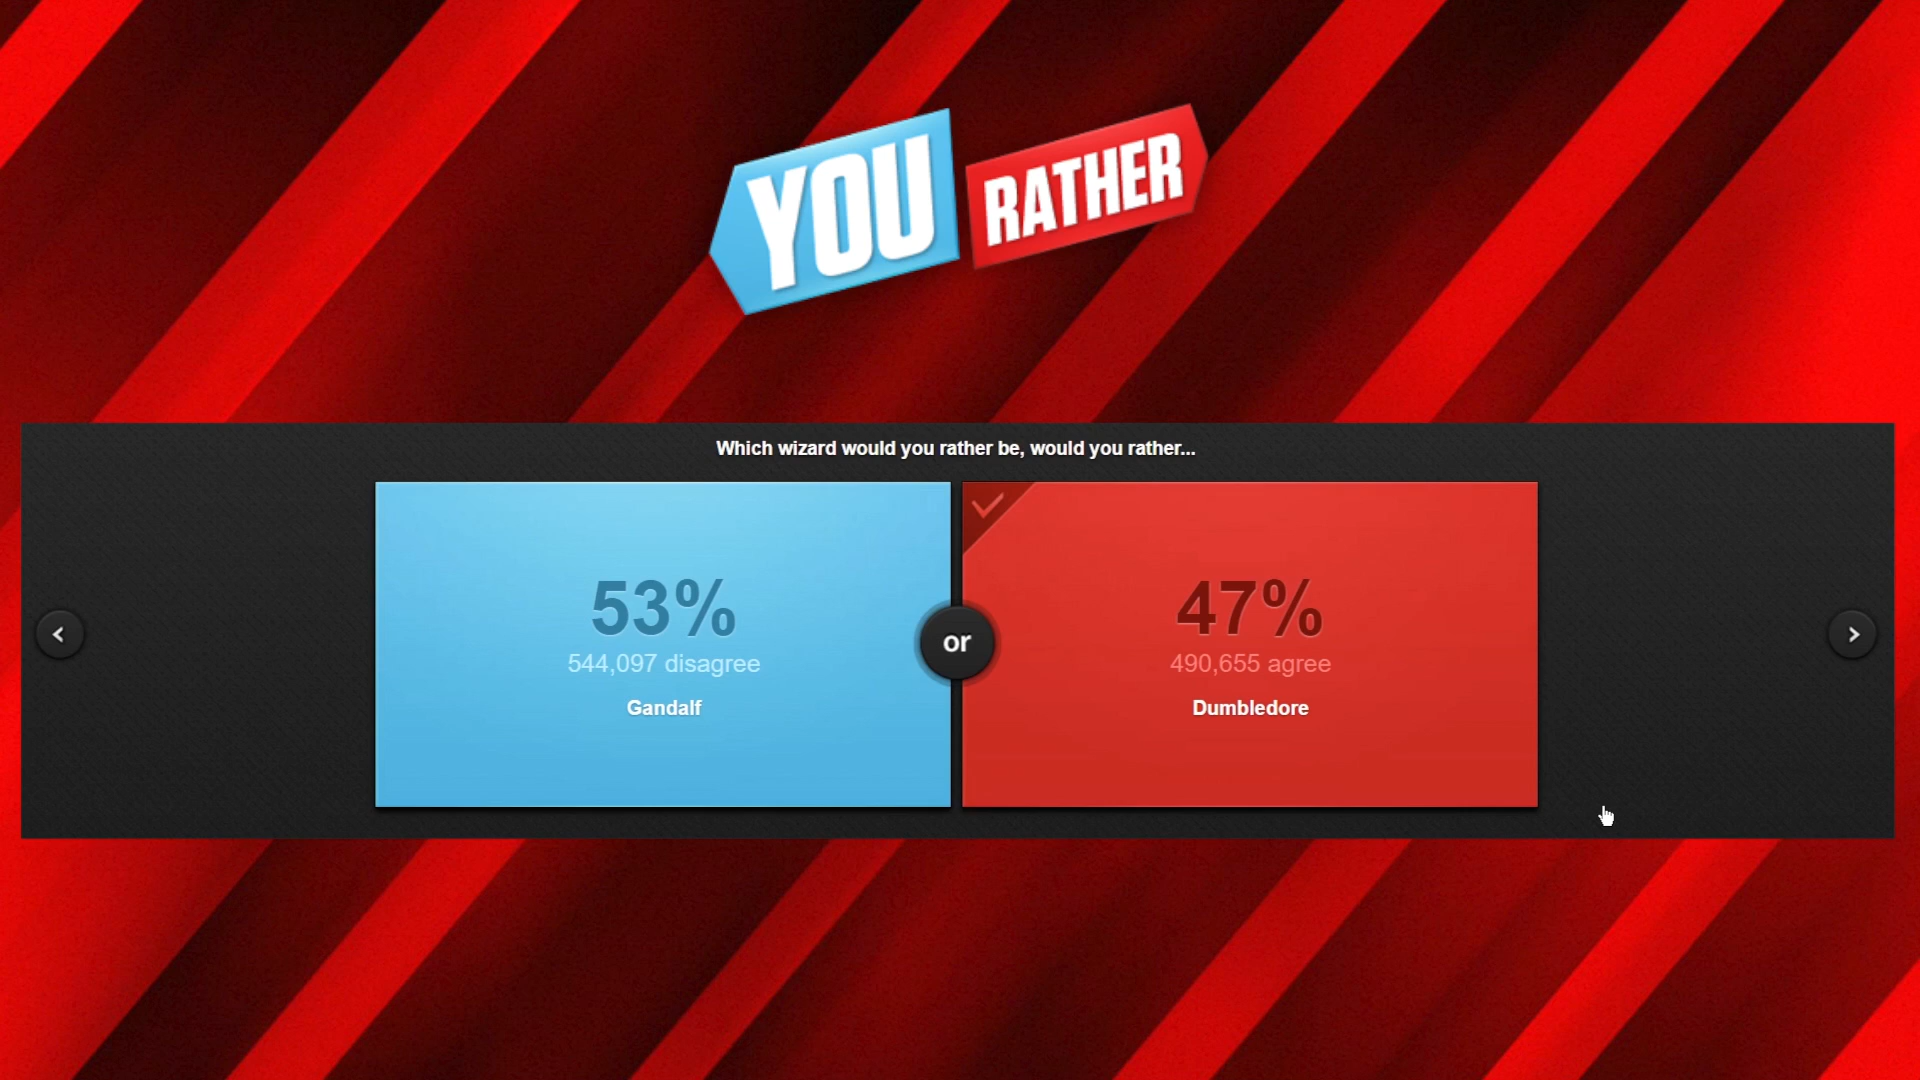 YOU RATHER
Which wizard would you rather be, would you rather...
53%
544,097 disagree
Gandalf
or
47%
490,655 agree
Dumbledore